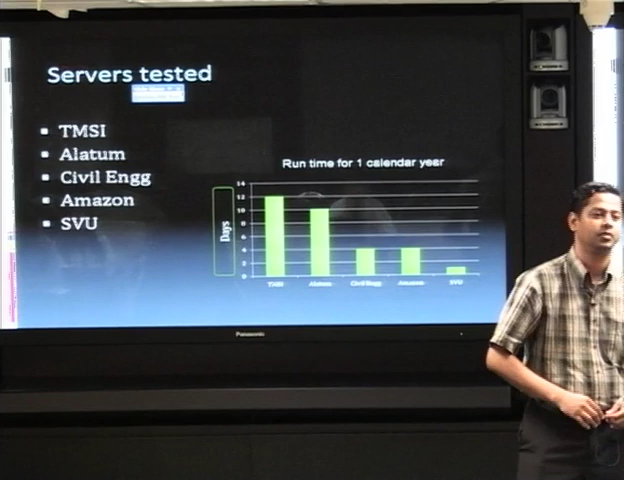 Servers tested
TMSI
Alatum
Civil Engg
Amazon
SVU
Run time for 1 calendar year
Days
14
12
10
8
6
4
2
0
TMSI
Alatum
Civil Engg
Amazon
SVU
Panasonic